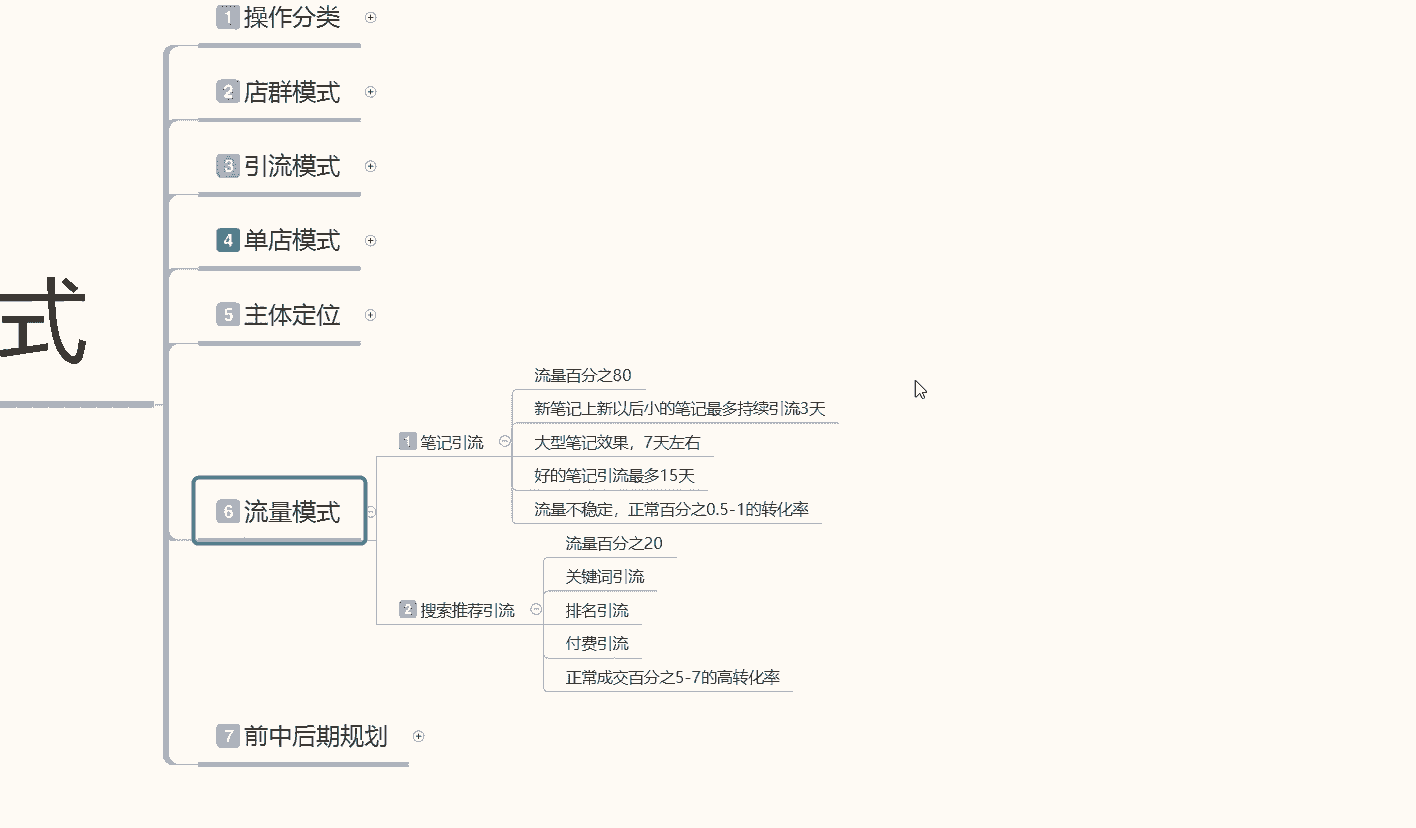 1 操作分类
2 店群模式
3 引流模式
4 单店模式
式
5 主体定位
6 流量模式
1 笔记引流
流量百分之80
新笔记上新以后小的笔记最多持续引流3天
大型笔记效果，7天左右
好的笔记引流最多15天
流量不稳定，正常百分之0.5-1的转化率
2 搜索推荐引流
流量百分之20
关键词引流
排名引流
付费引流
正常成交百分之5-7的高转化率
7 前中后期规划